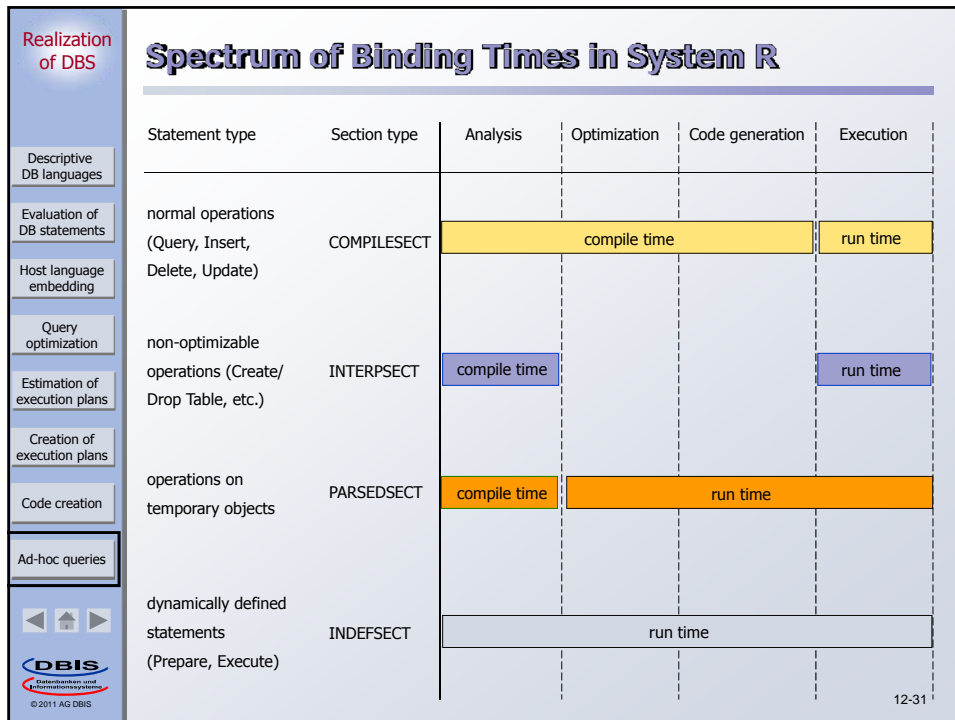 Realization
of DBS
Spectrum of Binding Times in System R
Descriptive
DB languages
Evaluation of
DB statements
Host language
embedding
Query
optimization
Estimation of
execution plans
Creation of
execution plans
Code creation
Ad-hoc queries
DBIS
Datenbanken und
Informationssysteme
© 2011 AG DBIS
Statement type Section type Analysis Optimization Code generation Execution
normal operations
(Query, Insert,
Delete, Update)
COMPILESECT
compile time
run time
non-optimizable
operations (Create/
Drop Table, etc.)
INTERPSECT
compile time
run time
operations on
temporary objects
PARSEDSECT
compile time
run time
dynamically defined
statements
(Prepare, Execute)
INDEFSECT
run time
12-31